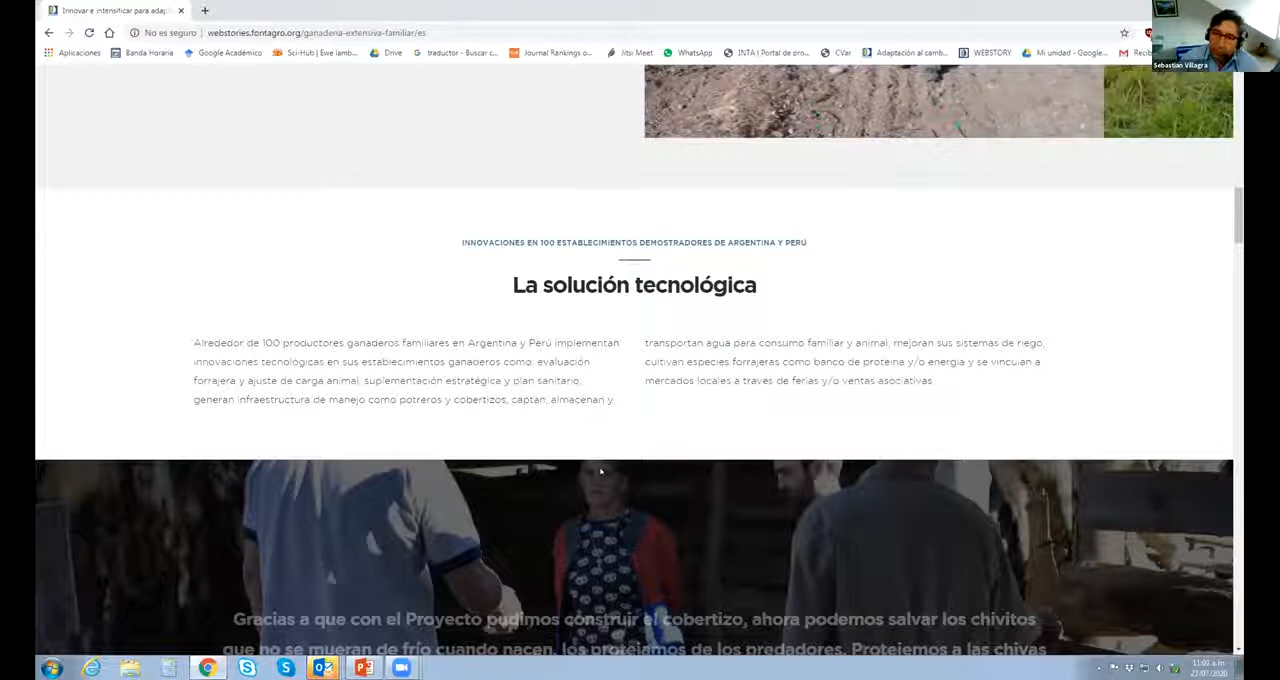 Innovar e intensificar para adap
No es seguro
webstories.fontagro.org/ganadena-extensiva-familiar/es
Aplicaciones
Banda Horaria
Google Académico
Sci-Hub | Eve lamb...
Drive
traductor - Buscar c...
Journal Rankings o...
Jitsi Meet
WhatsApp
INTA | Portal de pro...
CVar
Adaptación al camb...
WEBSTORY
Mi unidad - Google...
Sebastian Villagra
INNOVACIONES EN 100 ESTABLECIMIENTOS DEMOSTRADORES DE ARGENTINA Y PERÚ
La solución tecnológica
Alrededor de 100 productores ganaderos familiares en Argentina y Perú implementan
innovaciones tecnológicas en sus establecimientos ganaderos como: evaluación
forrajera y ajuste de carga animal, suplementación estratégica y plan sanitario,
generan infraestructura de manejo como potreros y cobertizos, captan, almacenan y
transportan agua para consumo familiar y animal, mejoran sus sistemas de riego,
cultivan especies forrajeras como banco de proteína y/o energía y se vinculan a
mercados locales a través de ferias y/o ventas asociativas
Gracias a que con el Proyecto pudimos construir el cobertizo, ahora podemos salvar los chivitos
que no se mueran de frío cuando nacen, los protejamos de los predadores. Protejemos a las chivas
11:03 a.m.